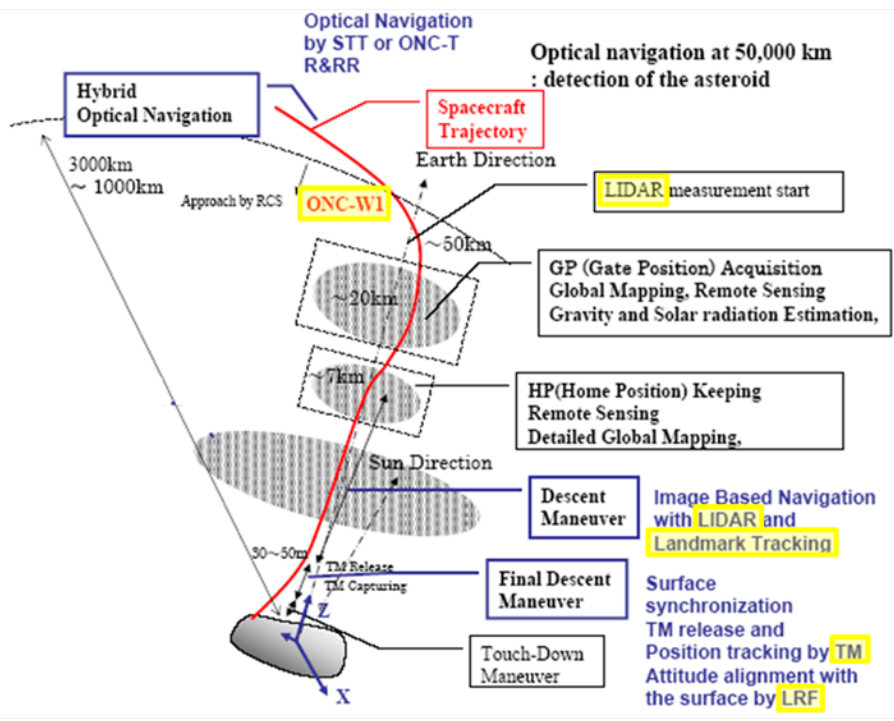 Optical Navigation
by STT or ONC-T
R&RR
Optical navigation at 50,000 km
: detection of the asteroid
Hybrid
Optical Navigation
Spacecraft
Trajectory
3000km
～ 1000km
Earth Direction
Approach by RCS
ONC-W1
LIDAR measurement start
～50km
GP (Gate Position) Acquisition
Global Mapping, Remote Sensing
Gravity and Solar radiation Estimation,
～20km
～7km
HP(Home Position) Keeping
Remote Sensing
Detailed Global Mapping,
Sun Direction
Descent
Maneuver
Image Based Navigation
with LIDAR and
Landmark Tracking
30～50m
TM Release
TM Capturing
Final Descent
Maneuver
Surface
synchronization
TM release and
Position tracking by TM
Attitude alignment with
the surface by LRF
Z
Touch-Down
Maneuver
X